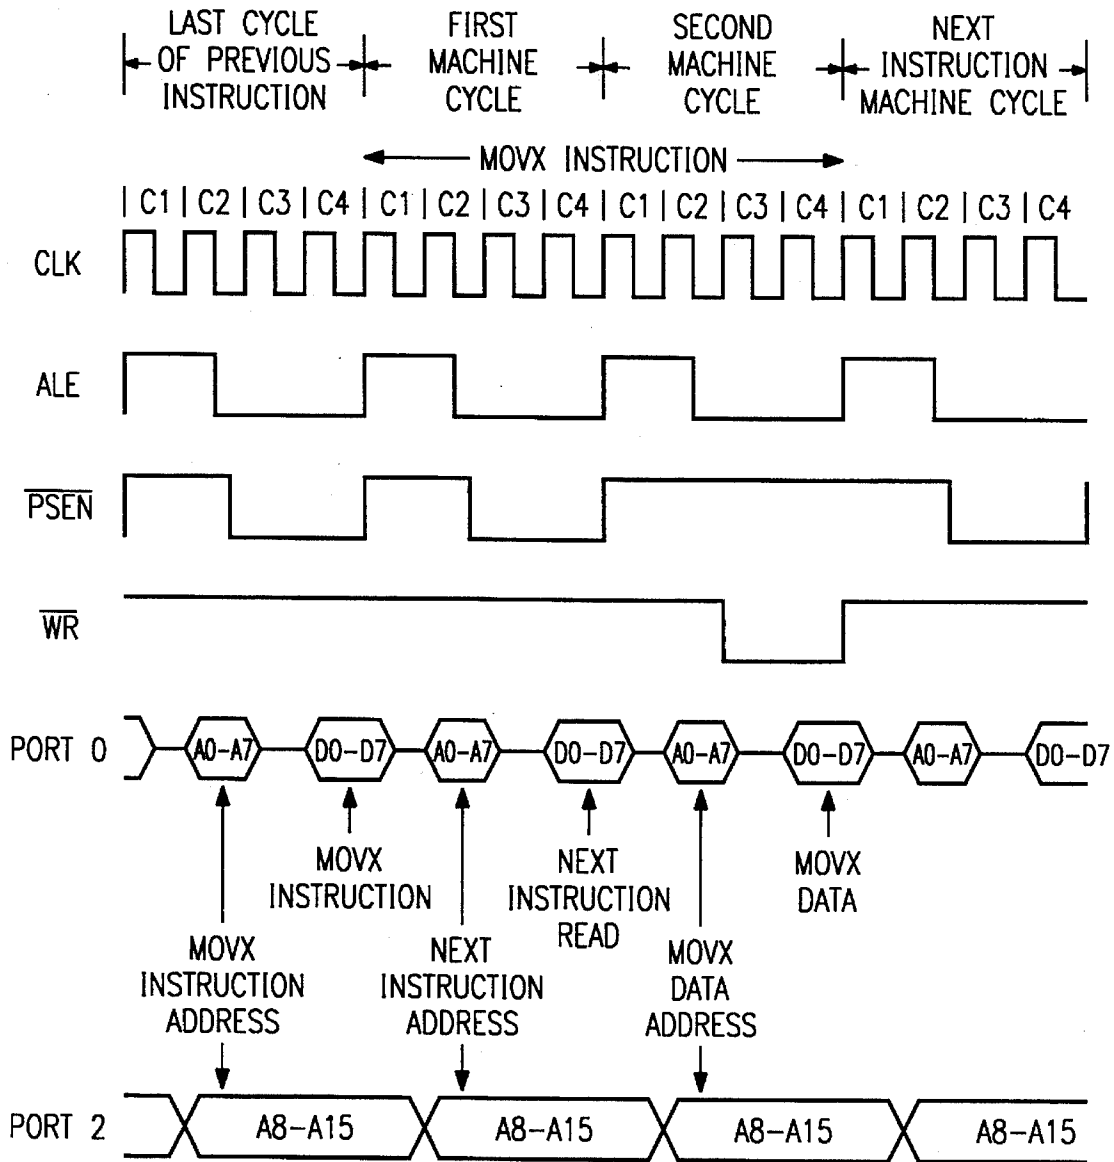 LAST CYCLE
OF PREVIOUS
INSTRUCTION
FIRST
MACHINE
CYCLE
SECOND
MACHINE
CYCLE
NEXT
INSTRUCTION
MACHINE CYCLE
MOVX INSTRUCTION
C1 | C2 | C3 | C4 | C1 | C2 | C3 | C4 | C1 | C2 | C3 | C4 | C1 | C2 | C3 | C4
CLK
ALE
PSEN
WR
PORT 0
A0-A7 D0-D7 A0-A7 D0-D7 A0-A7 D0-D7 A0-A7 D0-D7
MOVX
INSTRUCTION
NEXT
INSTRUCTION
READ
MOVX
DATA
MOVX
INSTRUCTION
ADDRESS
NEXT
INSTRUCTION
ADDRESS
MOVX
DATA
ADDRESS
PORT 2
A8-A15 A8-A15 A8-A15 A8-A15